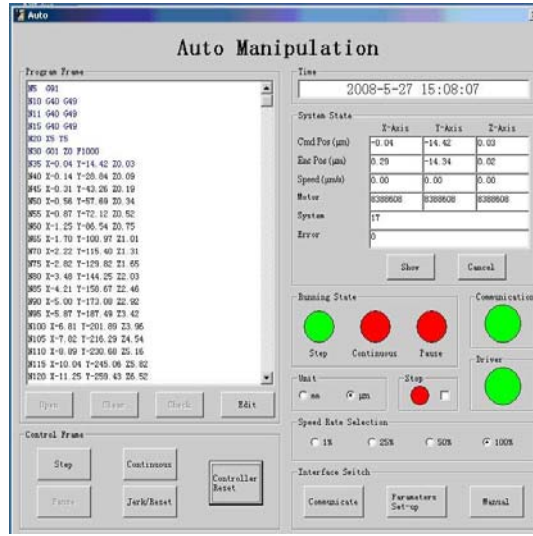 Auto
Auto Manipulation
Program Frame
N5 G91
N10 G40 G49
N11 G40 G49
N15 G40 G49
N20 X5 Y5
N30 G01 Z0 F1000
N35 X-0.04 Y-14.42 Z0.03
N40 X-0.14 Y-28.84 Z0.09
N45 X-0.31 Y-43.26 Z0.19
N50 X-0.56 Y-57.69 Z0.34
N55 X-0.87 Y-72.12 Z0.52
N60 X-1.25 Y-86.54 Z0.75
N65 X-1.70 Y-100.97 Z1.01
N70 X-2.22 Y-115.40 Z1.31
N75 X-2.82 Y-129.82 Z1.65
N80 X-3.48 Y-144.25 Z2.03
N85 X-4.21 Y-158.67 Z2.46
N90 X-5.00 Y-173.08 Z2.92
N95 X-5.87 Y-187.49 Z3.42
N100 X-6.81 Y-201.89 Z3.96
N105 X-7.82 Y-216.29 Z4.54
N110 X-8.89 Y-230.68 Z5.16
N115 X-10.04 Y-245.06 Z5.82
N120 X-11.25 Y-259.43 Z6.52
Open Clear Check Edit
Control Frame
Step Continuous Controller Reset
Pause Jerk/Reset
Time
2008-5-27 15:08:07
System State
X-Axis Y-Axis Z-Axis
Cmd Pos (μm) -0.04 -14.42 0.03
Enc Pos (μm) 0.29 -14.34 0.02
Speed (μm/s) 0.00 0.00 0.00
Motor 8388608 8388608 8388608
System 17
Error 0
Show Cancel
Running State
Step Continuous Pause
Communication
Driver
Unit
mm μm
Stop
Speed Rate Selection
1% 25% 50% 100%
Interface Seitch
Communicate Parameters Set-up Manual